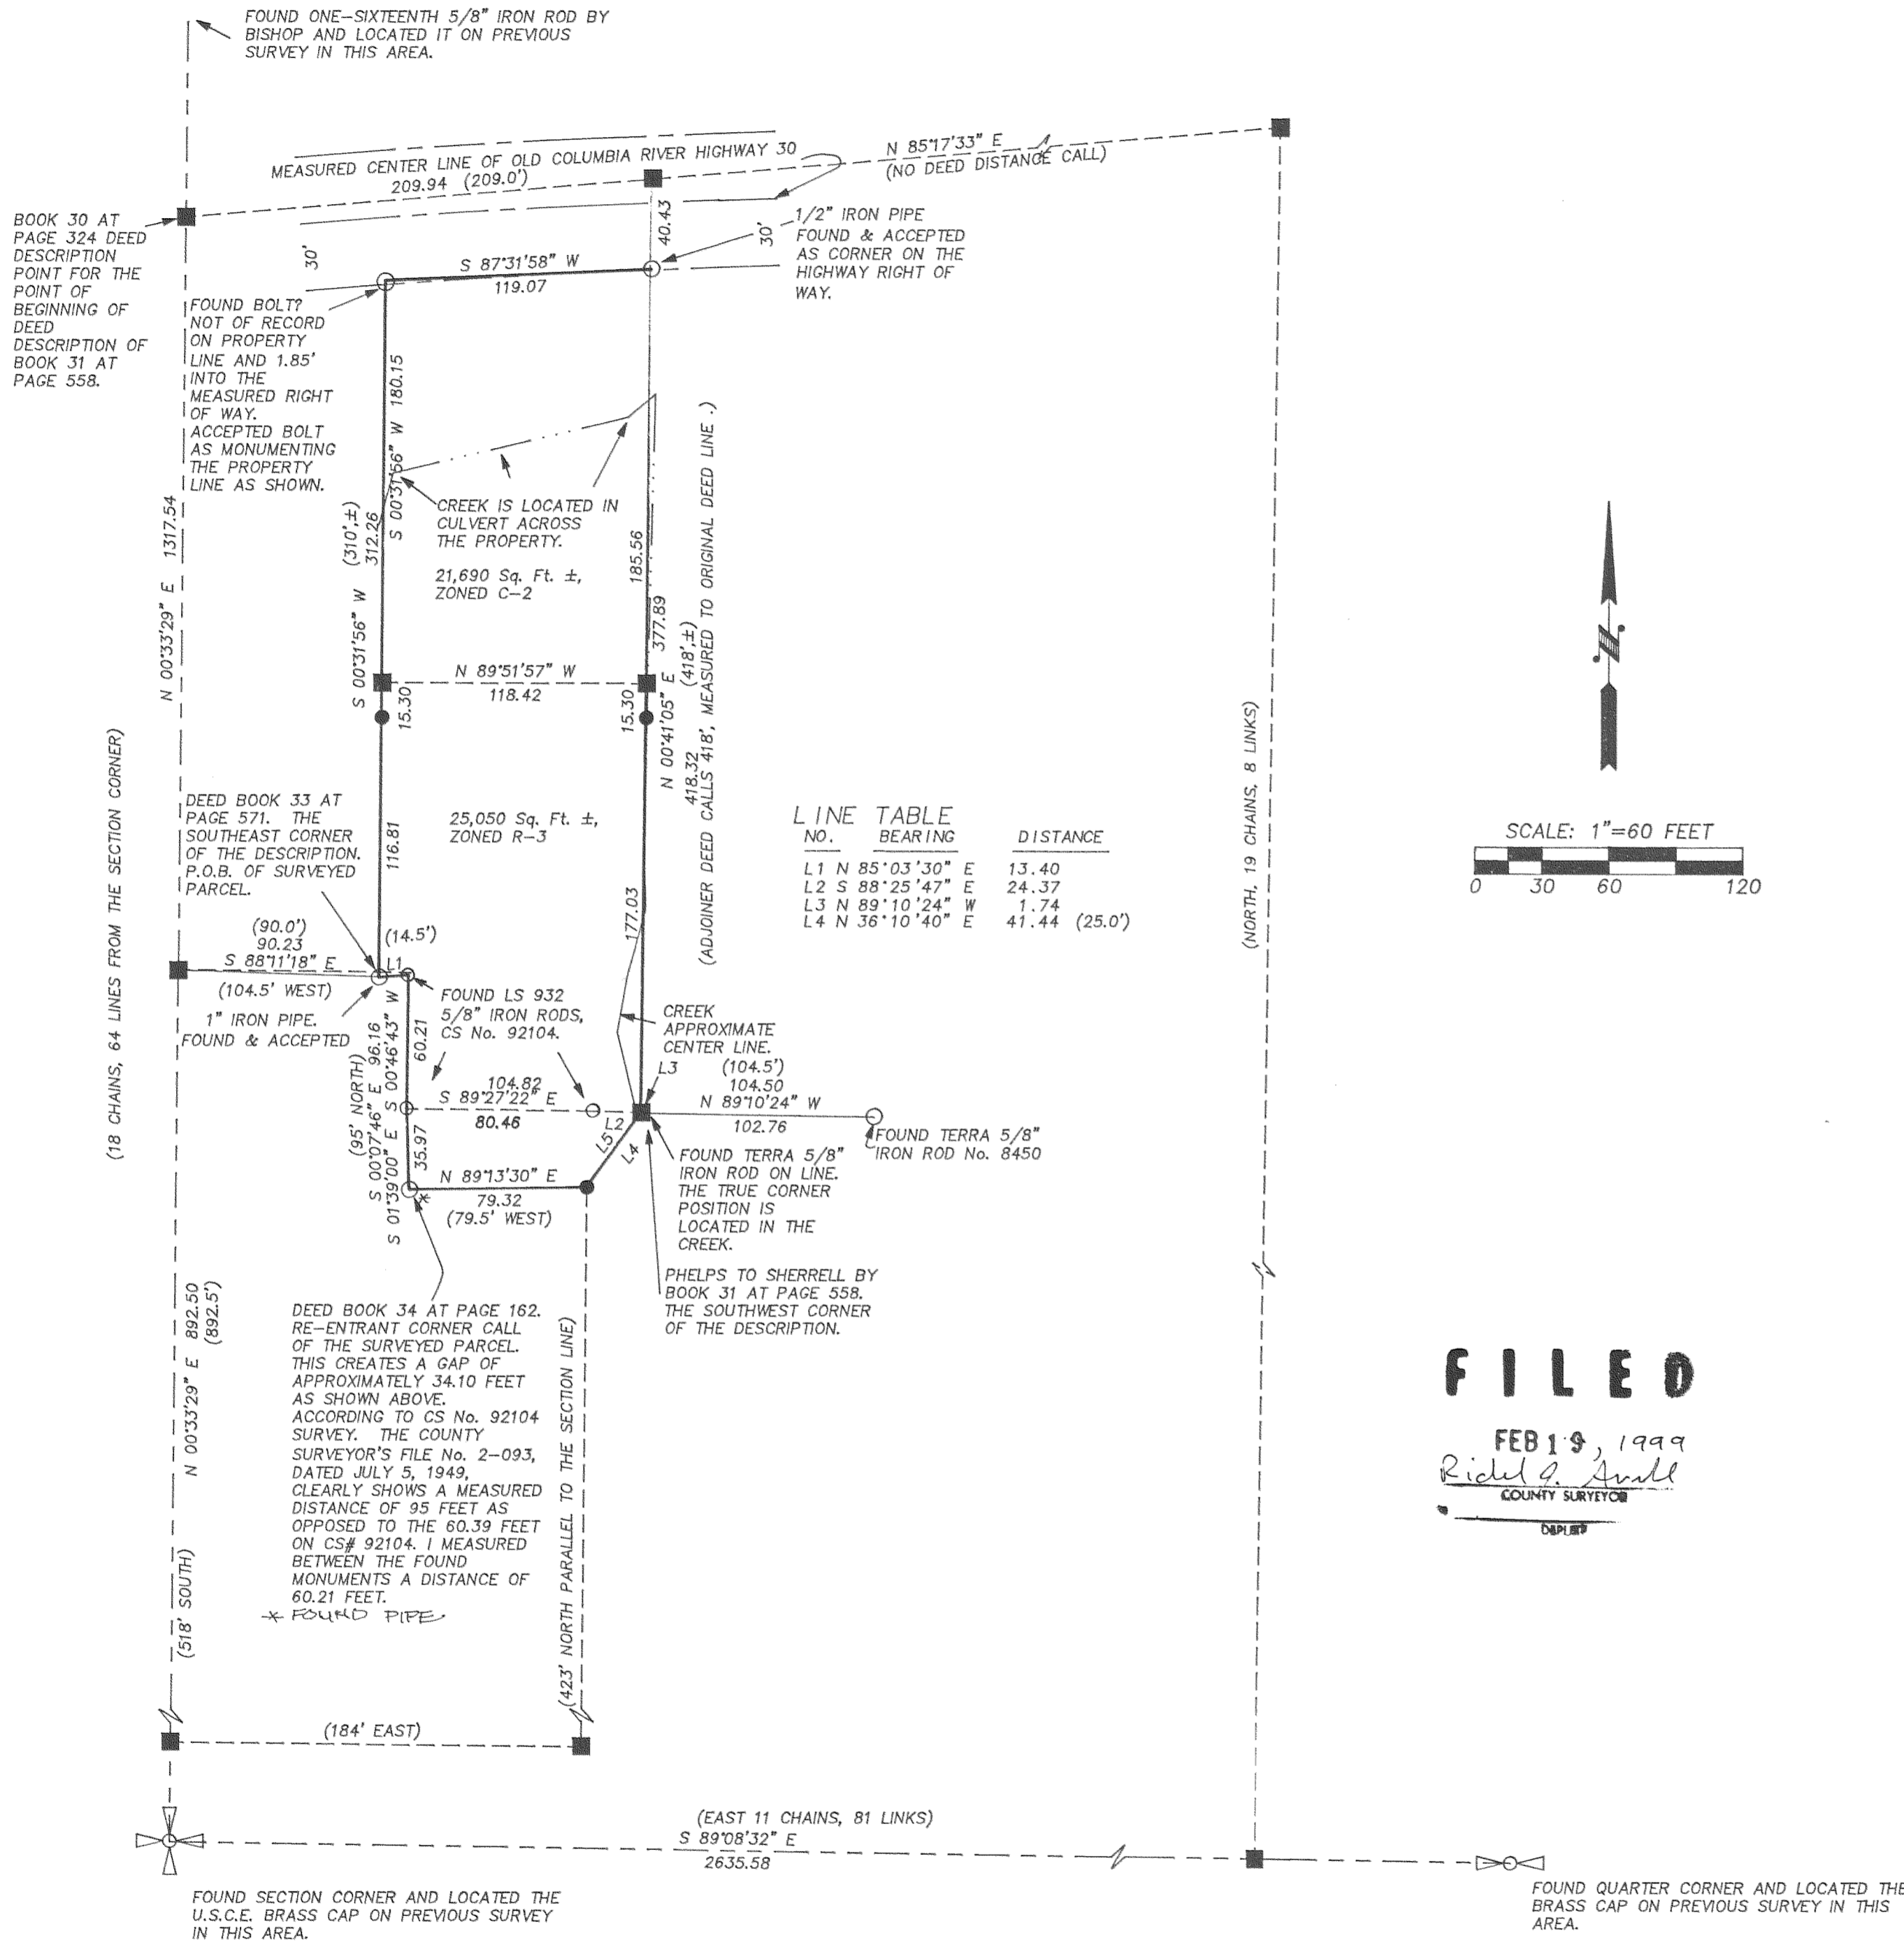 FOUND ONE-SIXTEENTH 5/8" IRON ROD BY
BISHOP AND LOCATED IT ON PREVIOUS
SURVEY IN THIS AREA.
MEASURED CENTER LINE OF OLD COLUMBIA RIVER HIGHWAY 30
209.94 (209.0')
N 85°17'33" E
(NO DEED DISTANCE CALL)
BOOK 30 AT
PAGE 324 DEED
DESCRIPTION
POINT FOR THE
POINT OF
BEGINNING OF
DEED
DESCRIPTION OF
BOOK 31 AT
PAGE 558.
30'
40.43
30'
1/2" IRON PIPE
FOUND & ACCEPTED
AS CORNER ON THE
HIGHWAY RIGHT OF
WAY.
S 87°31'58" W
119.07
FOUND BOLT?
NOT OF RECORD
ON PROPERTY
LINE AND 1.85'
INTO THE
MEASURED RIGHT
OF WAY.
ACCEPTED BOLT
AS MONUMENTING
THE PROPERTY
LINE AS SHOWN.
S 00°31'56" W 180.15
CREEK IS LOCATED IN
CULVERT ACROSS
THE PROPERTY.
21,690 Sq. Ft. ±,
ZONED C-2
N 00°33'29" E 1317.54
(310',±)
S 00°31'56" W 312.26
185.56
N 00°41'05" E 377.89
418.32 (418',±)
(ADJOINER DEED CALLS 418', MEASURED TO ORIGINAL DEED LINE .)
N 89°51'57" W
118.42
15.30
15.30
(18 CHAINS, 64 LINES FROM THE SECTION CORNER)
(NORTH, 19 CHAINS, 8 LINKS)
DEED BOOK 33 AT
PAGE 571. THE
SOUTHEAST CORNER
OF THE DESCRIPTION.
P.O.B. OF SURVEYED
PARCEL.
116.81
25,050 Sq. Ft. ±,
ZONED R-3
177.03
LINE TABLE
NO. BEARING DISTANCE
L1 N 85°03'30" E 13.40
L2 S 88°25'47" E 24.37
L3 N 89°10'24" W 1.74
L4 N 36°10'40" E 41.44 (25.0')
SCALE: 1"=60 FEET
0 30 60 120
(90.0')
90.23
S 88°11'18" E
(104.5' WEST)
(14.5')
L1
1" IRON PIPE.
FOUND & ACCEPTED
FOUND LS 932
5/8" IRON RODS,
CS No. 92104.
CREEK
APPROXIMATE
CENTER LINE.
(95' NORTH)
S 00°07'46" E 96.16
S 00°46'43" W
60.21
S 01°39'00" E
35.97
104.82
S 89°27'22" E
80.46
L2
L3
L4
L5
(104.5')
104.50
N 89°10'24" W
102.76
FOUND TERRA 5/8"
IRON ROD No. 8450
N 89°13'30" E
79.32
(79.5' WEST)
*
FOUND TERRA 5/8"
IRON ROD ON LINE.
THE TRUE CORNER
POSITION IS
LOCATED IN THE
CREEK.
PHELPS TO SHERRELL BY
BOOK 31 AT PAGE 558.
THE SOUTHWEST CORNER
OF THE DESCRIPTION.
N 00°33'29" E 892.50
(892.5')
(518' SOUTH)
DEED BOOK 34 AT PAGE 162.
RE-ENTRANT CORNER CALL
OF THE SURVEYED PARCEL.
THIS CREATES A GAP OF
APPROXIMATELY 34.10 FEET
AS SHOWN ABOVE.
ACCORDING TO CS No. 92104
SURVEY. THE COUNTY
SURVEYOR'S FILE No. 2-093,
DATED JULY 5, 1949,
CLEARLY SHOWS A MEASURED
DISTANCE OF 95 FEET AS
OPPOSED TO THE 60.39 FEET
ON CS# 92104. I MEASURED
BETWEEN THE FOUND
MONUMENTS A DISTANCE OF
60.21 FEET.
* FOUND PIPE
(423' NORTH PARALLEL TO THE SECTION LINE)
FILED
FEB 19, 1999
COUNTY SURVEYOR
DEPUTY
(184' EAST)
(EAST 11 CHAINS, 81 LINKS)
S 89°08'32" E
2635.58
FOUND SECTION CORNER AND LOCATED THE
U.S.C.E. BRASS CAP ON PREVIOUS SURVEY
IN THIS AREA.
FOUND QUARTER CORNER AND LOCATED THE
BRASS CAP ON PREVIOUS SURVEY IN THIS
AREA.